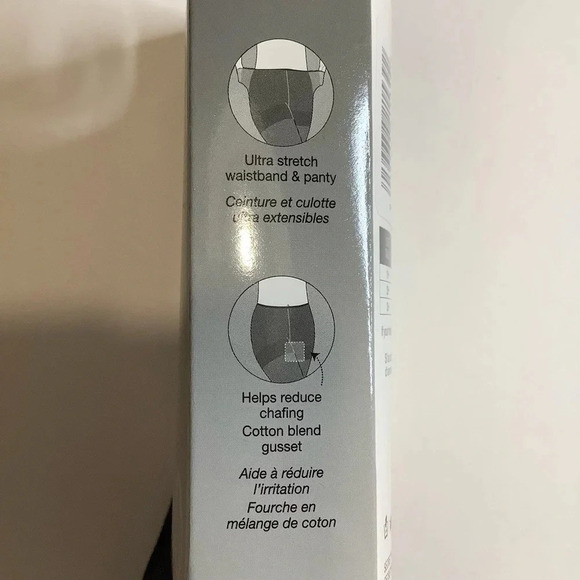 Ultra stretch
waistband & panty
Ceinture et culotte
ultra extensibles
Helps reduce
chafing
Cotton blend
gusset
Aide à réduire
l'irritation
Fourche en
mélange de coton